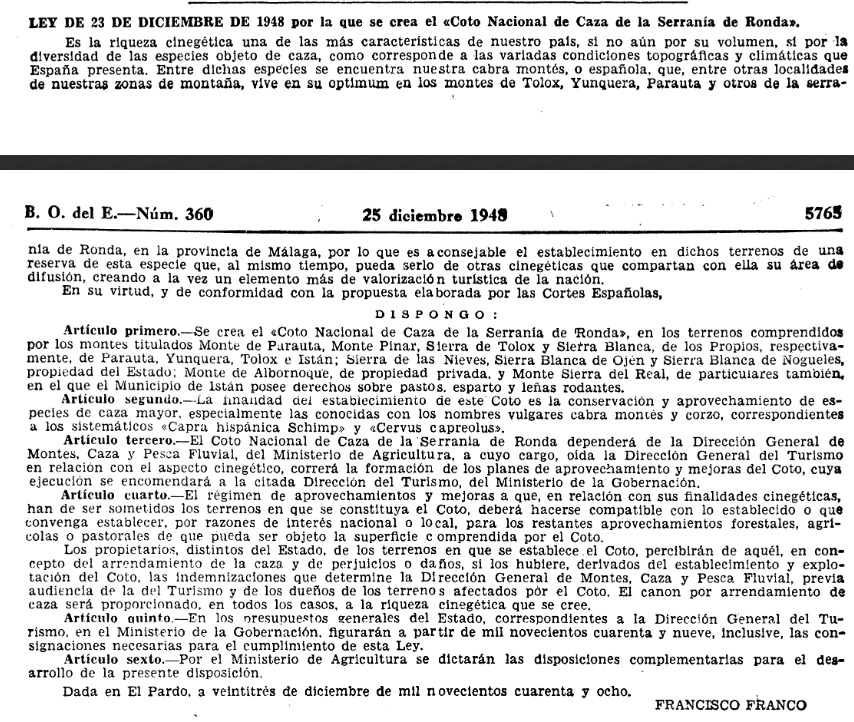 LEY DE 23 DE DICIEMBRE DE 1948 por la que se crea el «Coto Nacional de Caza de la Serranía de Ronda».
Es la riqueza cinegética una de las más características de nuestro país, si no aún por su volumen, sí por la
diversidad de las especies objeto de caza, como corresponde a las variadas condiciones topográficas y climáticas que
España presenta. Entre dichas especies se encuentra nuestra cabra montés, o española, que, entre otras localidades
de nuestras zonas de montaña, vive en su optimum en los montes de Tolox, Yunquera, Parauta y otros de la serra-
B. O. del E.—Núm. 360 25 diciembre 1948 5765
nía de Ronda, en la provincia de Málaga, por lo que es aconsejable el establecimiento en dichos terrenos de una
reserva de esta especie que, al mismo tiempo, pueda serlo de otras cinegéticas que compartan con ella su área de
difusión, creando a la vez un elemento más de valorización turística de la nación.
En su virtud, y de conformidad con la propuesta elaborada por las Cortes Españolas,
DISPONGO:
Artículo primero.—Se crea el «Coto Nacional de Caza de la Serranía de Ronda», en los terrenos comprendidos
por los montes titulados Monte de Parauta, Monte Pinar, Sierra de Tolox y Sierra Blanca, de los Propios, respectiva-
mente, de Parauta, Yunquera, Tolox e Istán; Sierra de las Nieves, Sierra Blanca de Ojén y Sierra Blanca de Nogueles,
propiedad del Estado; Monte de Albornoque, de propiedad privada, y Monte Sierra del Real, de particulares también,
en el que el Municipio de Istán posee derechos sobre pastos, esparto y leñas rodantes.
Artículo segundo.—La finalidad del establecimiento de este Coto es la conservación y aprovechamiento de es-
pecies de caza mayor, especialmente las conocidas con los nombres vulgares cabra montés y corzo, correspondientes
a los sistemáticos «Capra hispánica Schimp» y «Cervus capreolus».
Artículo tercero.—El Coto Nacional de Caza de la Serranía de Ronda dependerá de la Dirección General de
Montes, Caza y Pesca Fluvial, del Ministerio de Agricultura, a cuyo cargo, oída la Dirección General del Turismo
en relación con el aspecto cinegético, correrá la formación de los planes de aprovechamiento y mejoras del Coto, cuya
ejecución se encomendará a la citada Dirección del Turismo, del Ministerio de la Gobernación.
Artículo cuarto.—El régimen de aprovechamientos y mejoras a que, en relación con sus finalidades cinegéticas,
han de ser sometidos los terrenos en que se constituya el Coto, deberá hacerse compatible con lo establecido o que
convenga establecer, por razones de interés nacional o local, para los restantes aprovechamientos forestales, agrí-
colas o pastorales de que pueda ser objeto la superficie comprendida por el Coto.
Los propietarios, distintos del Estado, de los terrenos en que se establece el Coto, percibirán de aquél, en con-
cepto del arrendamiento de la caza y de perjuicios o daños, si los hubiere, derivados del establecimiento y explo-
tación del Coto, las indemnizaciones que determine la Dirección General de Montes, Caza y Pesca Fluvial, previa
audiencia de la del Turismo y de los dueños de los terrenos afectados por el Coto. El canon por arrendamiento de
caza será proporcionado, en todos los casos, a la riqueza cinegética que se cree.
Artículo quinto.—En los presupuestos generales del Estado, correspondientes a la Dirección General del Tu-
rismo, en el Ministerio de la Gobernación, figurarán a partir de mil novecientos cuarenta y nueve, inclusive, las con-
signaciones necesarias para el cumplimiento de esta Ley.
Artículo sexto.—Por el Ministerio de Agricultura se dictarán las disposiciones complementarias para el des-
arrollo de la presente disposición.
Dada en El Pardo, a veintitrés de diciembre de mil novecientos cuarenta y ocho.
FRANCISCO FRANCO